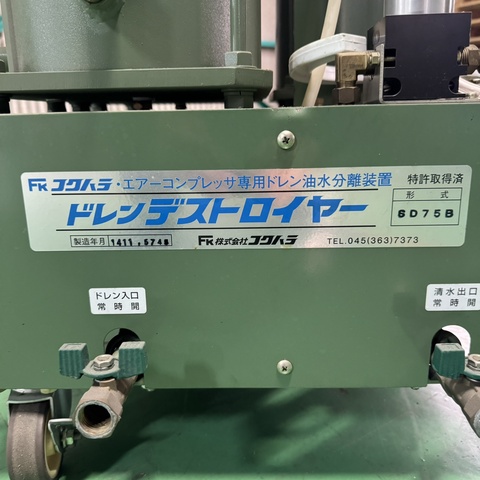 FK フクハラ・エアーコンプレッサ専用ドレン油水分離装置 特許取得済
ドレンデストロイヤー
形式
6D75B
製造年月 1411.5748
FK 株式会社フクハラ TEL.045(363)7373
ドレン入口
常時開
清水出口
常時開